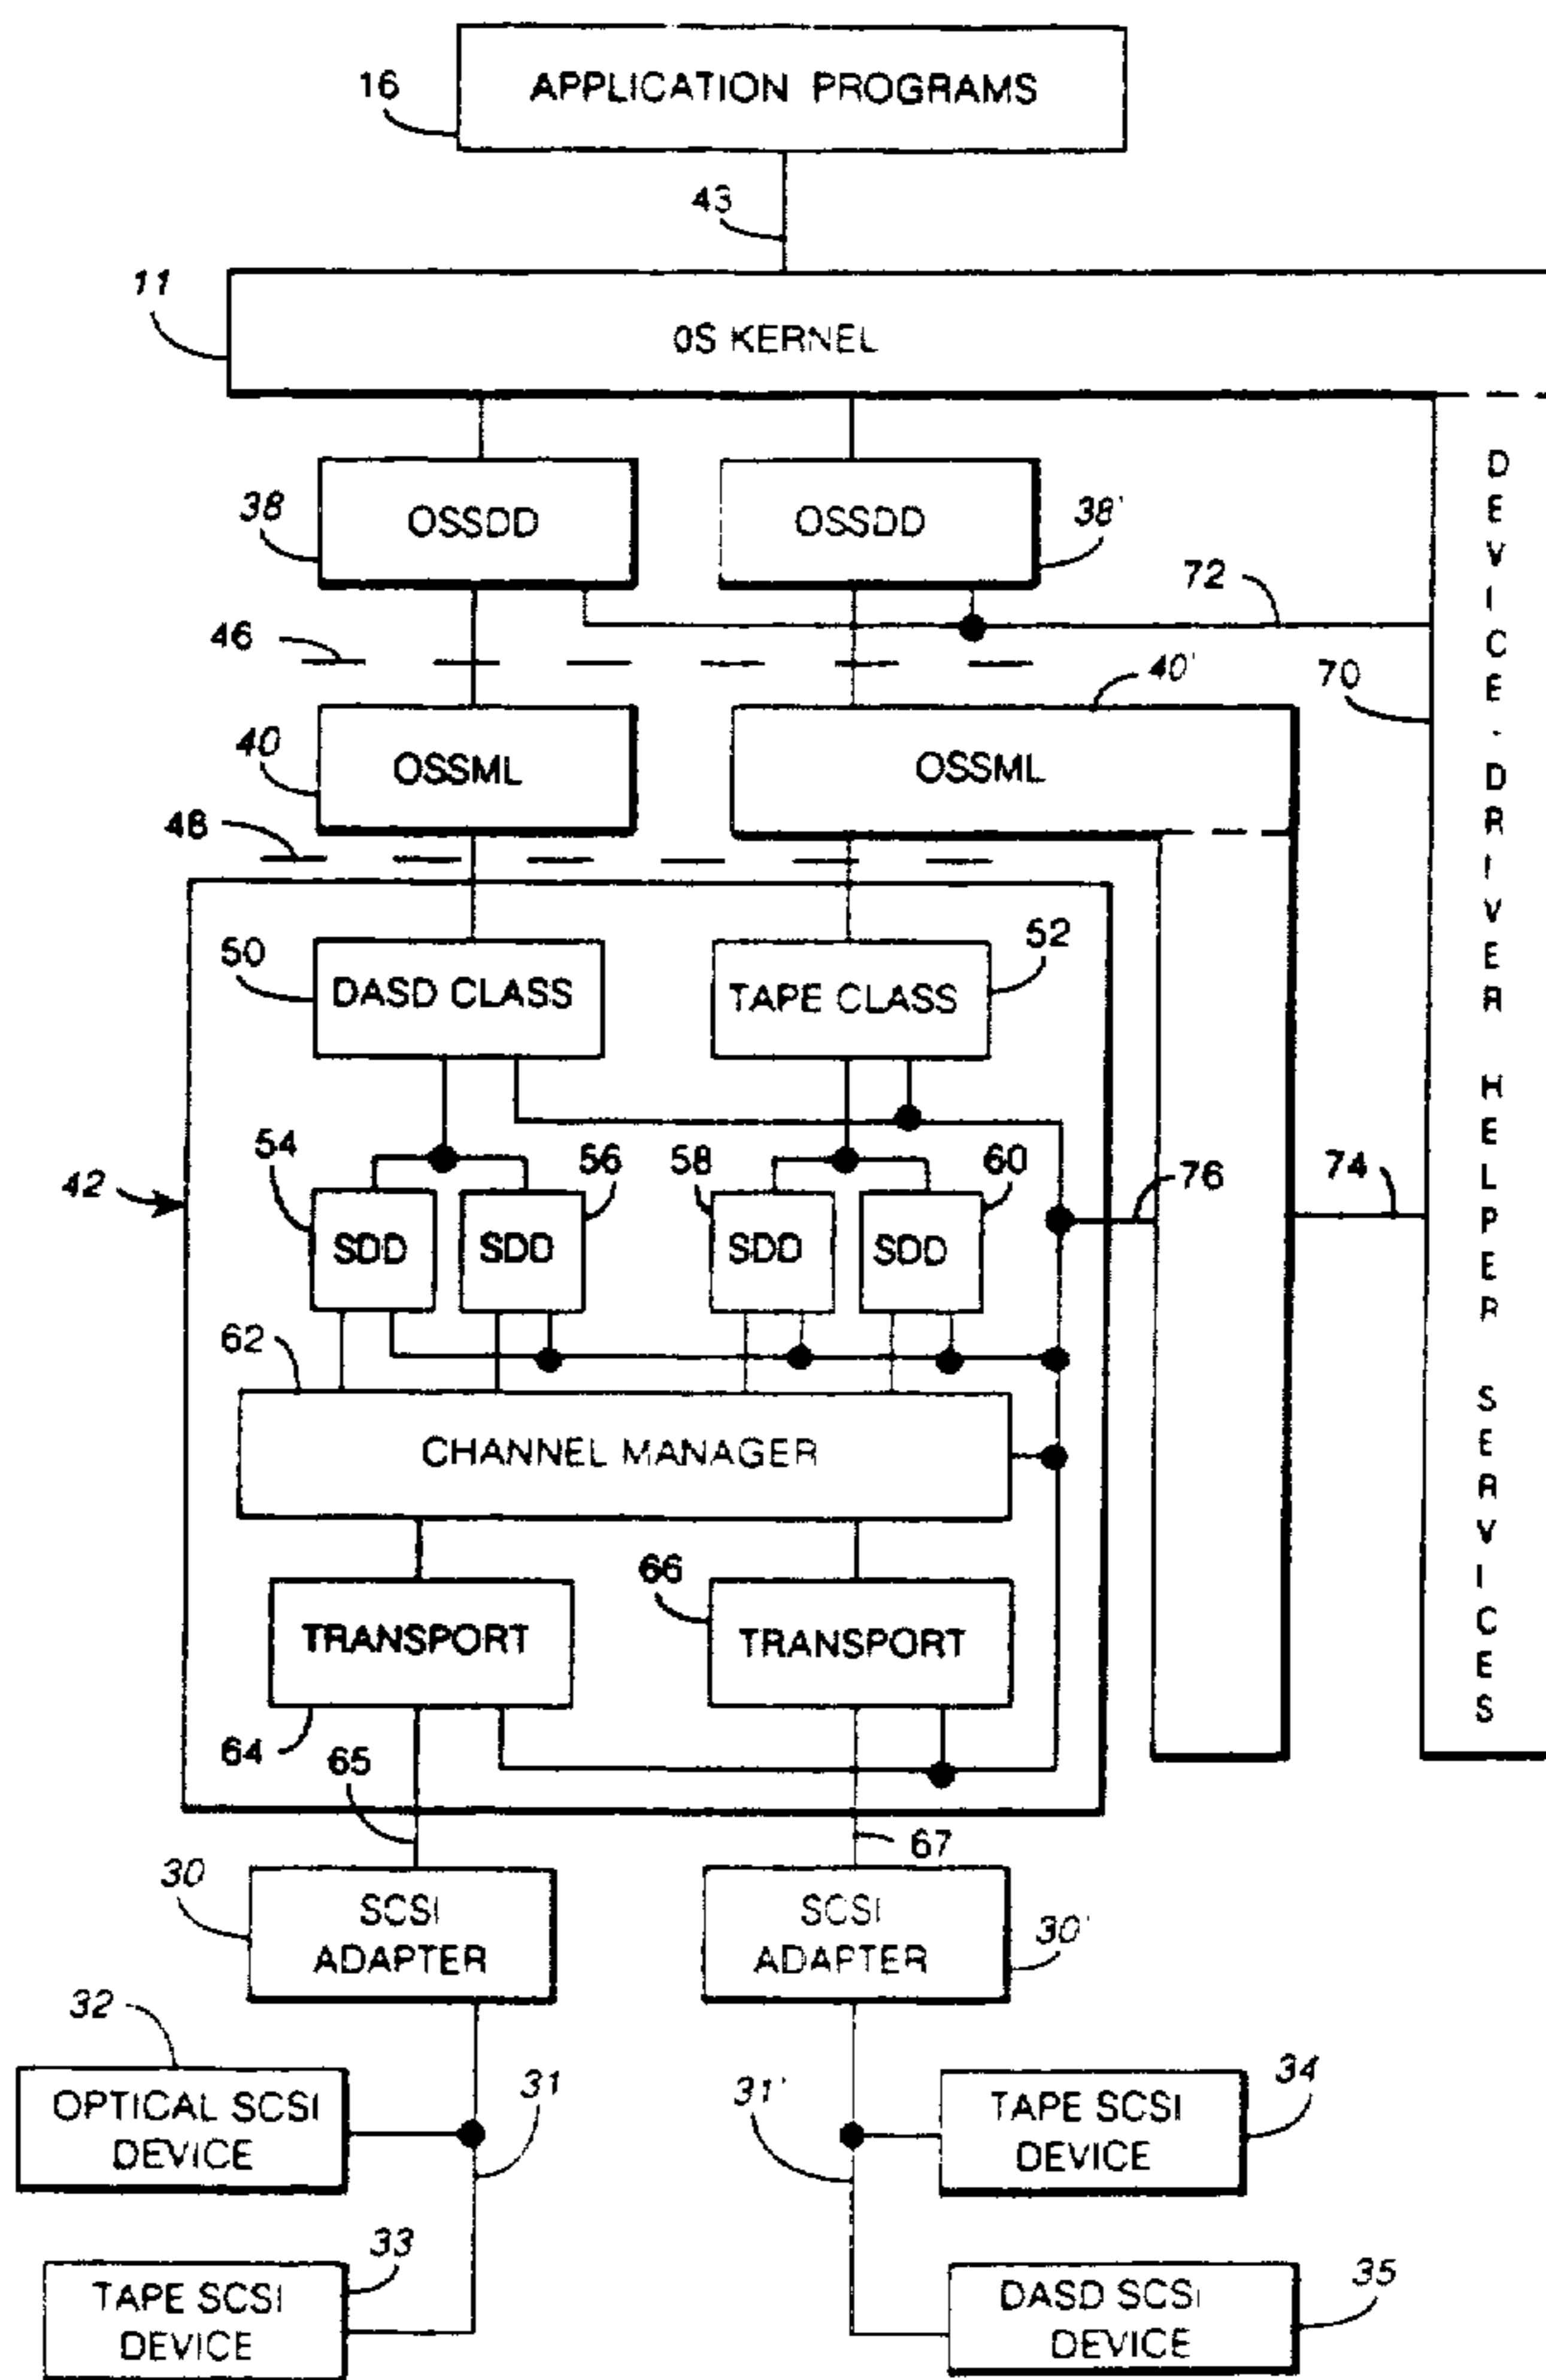 16
APPLICATION PROGRAMS
43
11
OS KERNEL
38
OSSDD
OSSDD
38'
72
46
40'
70
40
OSSML
OSSML
48
50
DASD CLASS
TAPE CLASS
52
42
54
SDD
SDD
56
58
SDD
SDD
60
76
74
62
CHANNEL MANAGER
66
TRANSPORT
TRANSPORT
64
65
67
30
SCSI
ADAPTER
SCSI
ADAPTER
30'
32
OPTICAL SCSI
DEVICE
31
31'
TAPE SCSI
DEVICE
34
33
TAPE SCSI
DEVICE
DASD SCSI
DEVICE
35
DEVICE-DRIVER HELPER SERVICES